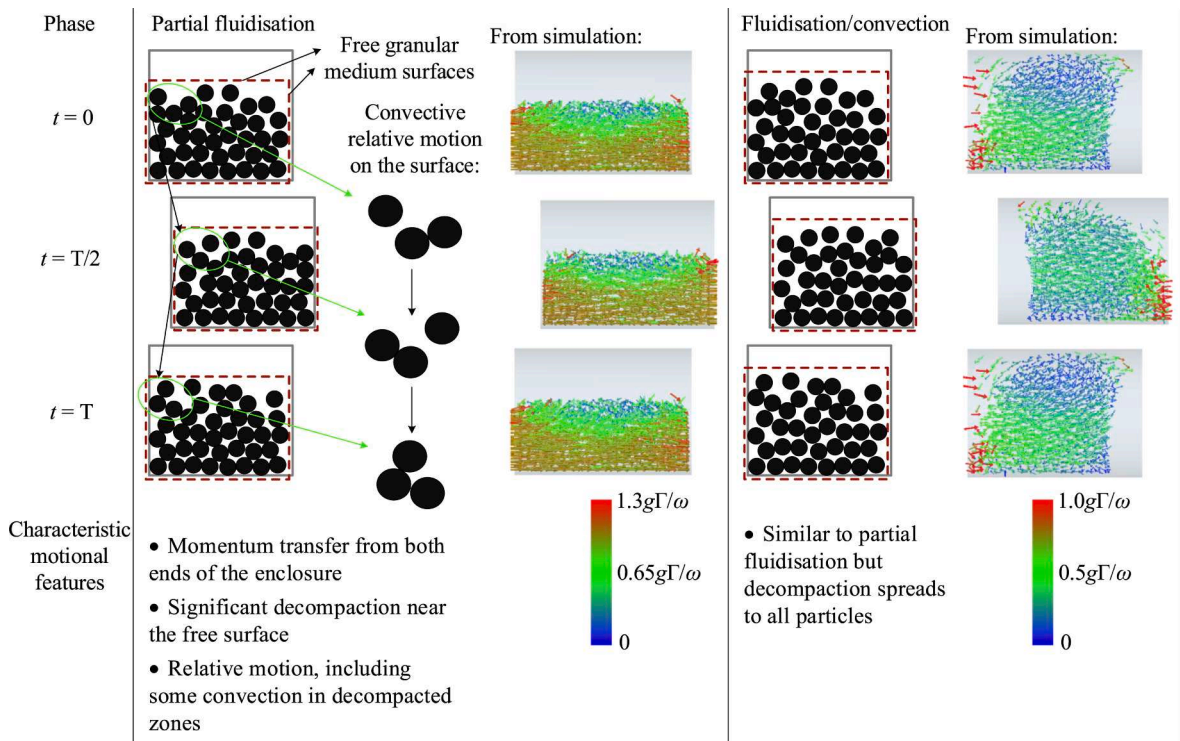 Phase
Partial fluidisation
Free granular
medium surfaces
From simulation:
Fluidisation/convection
From simulation:
t = 0
Convective
relative motion
on the surface:
t = T/2
t = T
Characteristic
motional
features
• Momentum transfer from both
ends of the enclosure
• Significant decompaction near
the free surface
• Relative motion, including
some convection in decompacted
zones
1.3gΓ/ω
0.65gΓ/ω
0
• Similar to partial
fluidisation but
decompaction spreads
to all particles
1.0gΓ/ω
0.5gΓ/ω
0